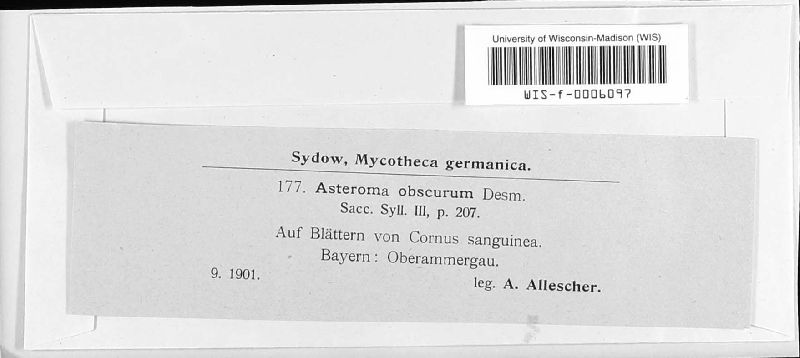 University of Wisconsin-Madison (WIS)
WIS-f-0006097
Sydow, Mycotheca germanica.
177. Asteroma obscurum Desm.
Sacc. Syll. III, p. 207.
Auf Blättern von Cornus sanguinea.
Bayern: Oberammergau.
9. 1901.
leg. A. Allescher.